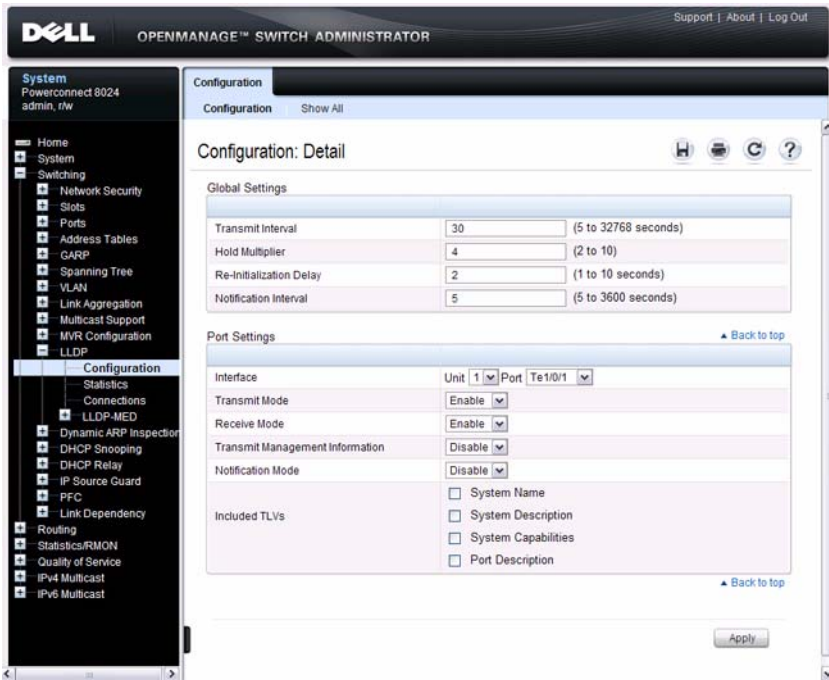 Support | About | Log Out
DELL
OPENMANAGE™ SWITCH ADMINISTRATOR
System
Powerconnect 8024
admin, r/w
Home
System
Switching
Network Security
Slots
Ports
Address Tables
GARP
Spanning Tree
VLAN
Link Aggregation
Multicast Support
MVR Configuration
LLDP
Configuration
Statistics
Connections
LLDP-MED
Dynamic ARP Inspection
DHCP Snooping
DHCP Relay
IP Source Guard
PFC
Link Dependency
Routing
Statistics/RMON
Quality of Service
IPv4 Multicast
IPv6 Multicast
Configuration
Configuration Show All
Configuration: Detail
Global Settings
Transmit Interval 30 (5 to 32768 seconds)
Hold Multiplier 4 (2 to 10)
Re-Initialization Delay 2 (1 to 10 seconds)
Notification Interval 5 (5 to 3600 seconds)
Port Settings Back to top
Interface Unit 1 Port Te1/0/1
Transmit Mode Enable
Receive Mode Enable
Transmit Management Information Disable
Notification Mode Disable
Included TLVs
System Name
System Description
System Capabilities
Port Description
Back to top
Apply